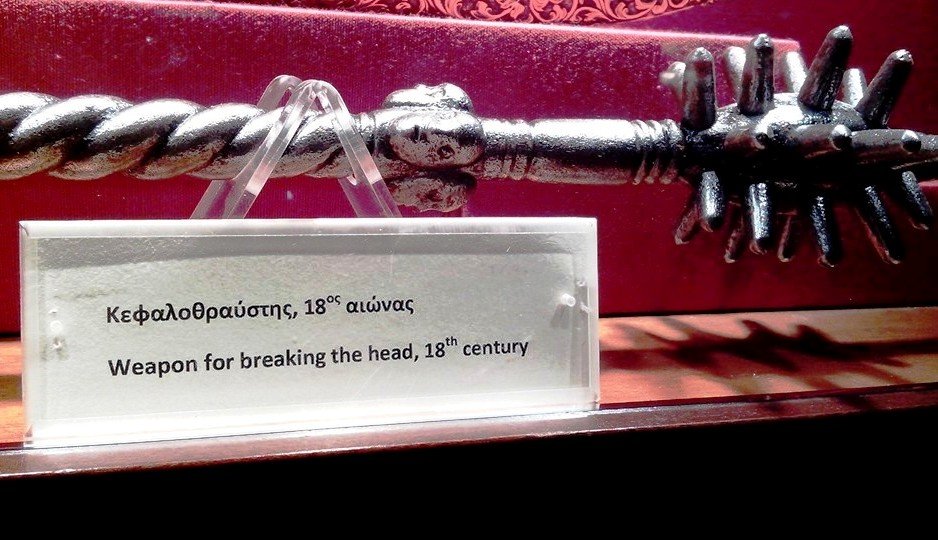 Κεφαλοθραύστης, 18ος αιώνας
Weapon for breaking the head, 18th century